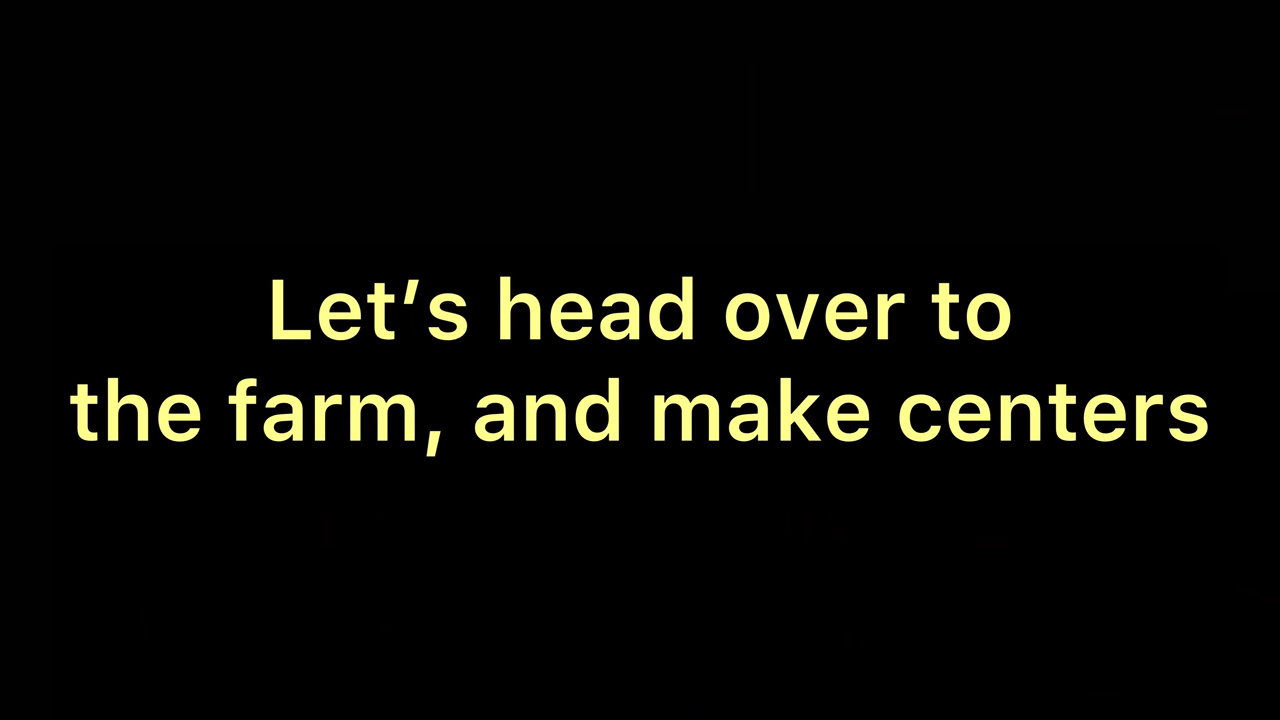 Let’s head over to
the farm, and make centers